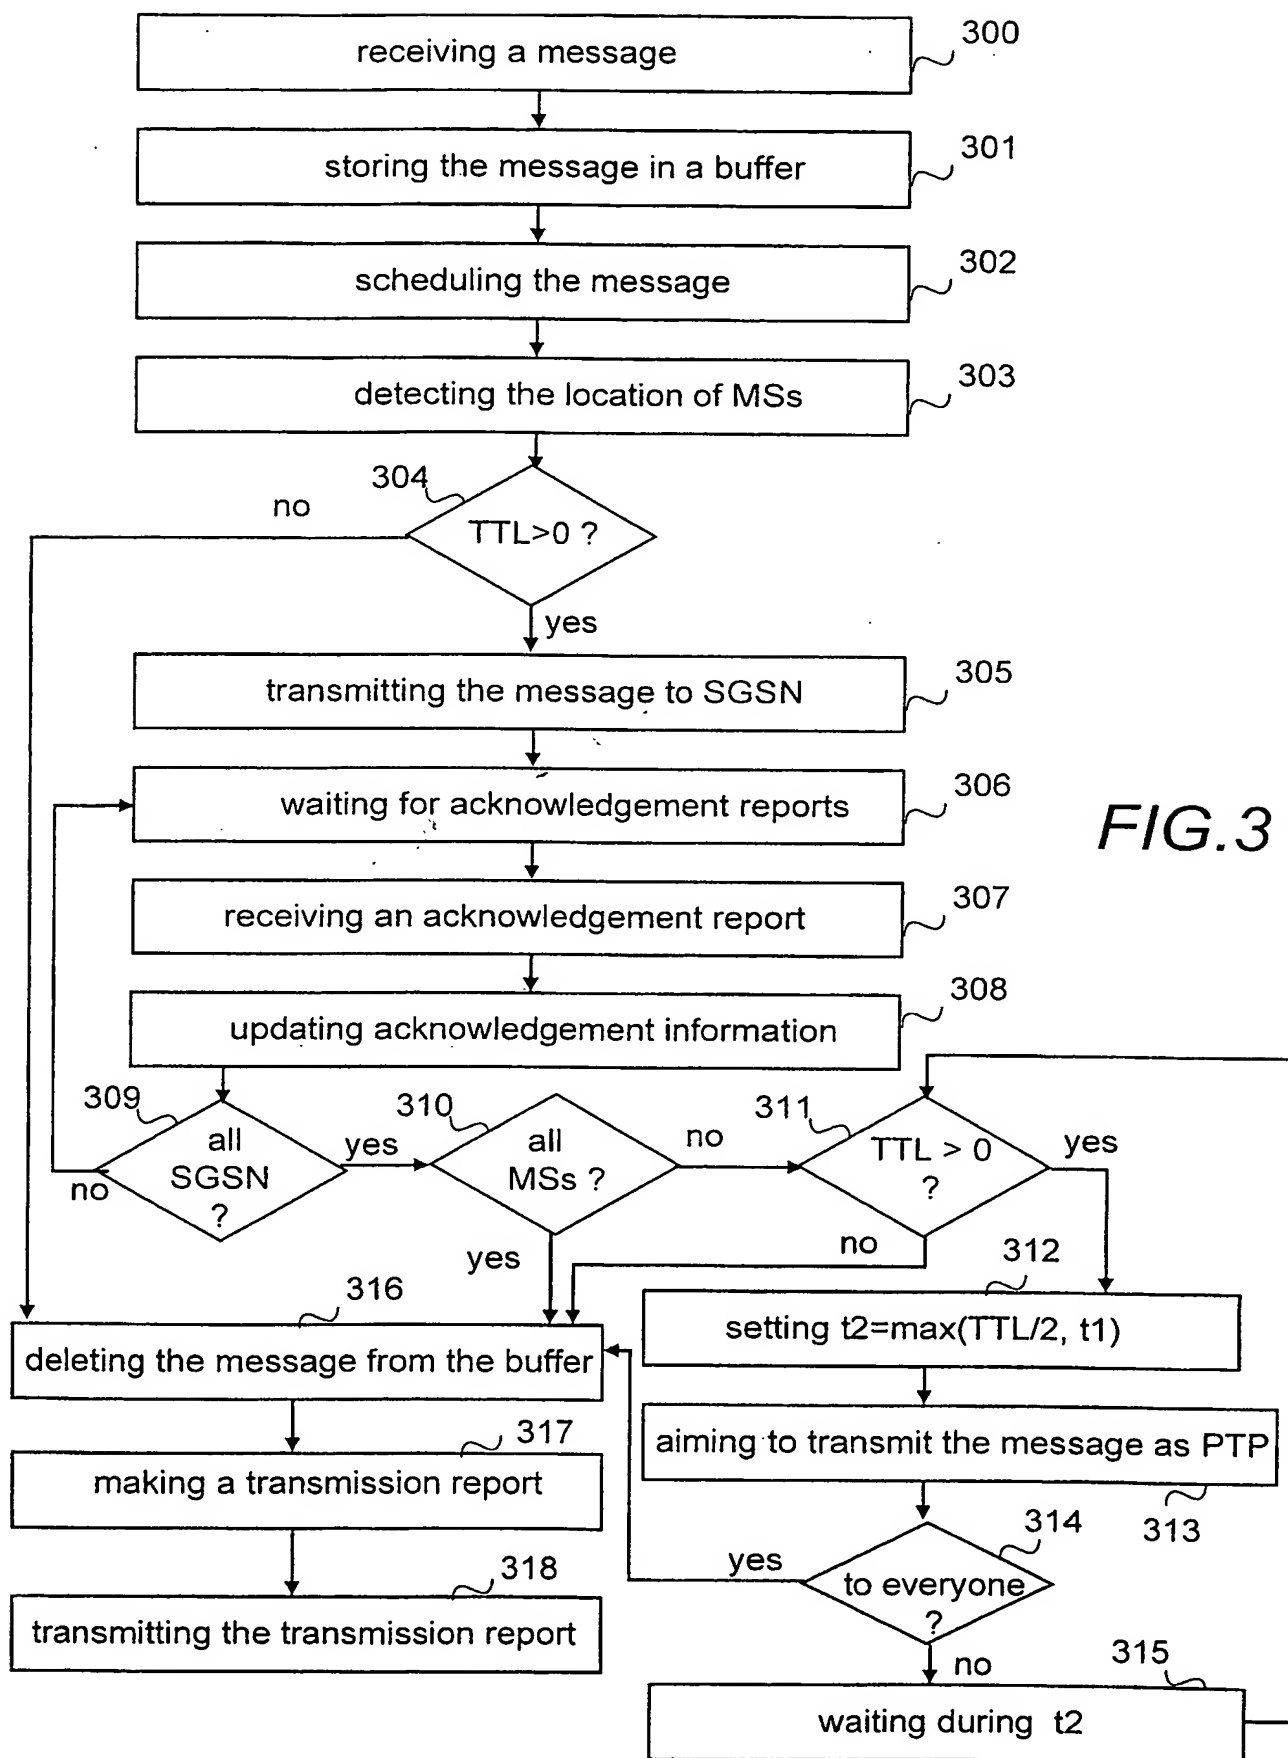 receiving a message
300
storing the message in a buffer
301
scheduling the message
302
detecting the location of MSs
303
304
no
TTL>0 ?
yes
transmitting the message to SGSN
305
waiting for acknowledgement reports
306
FIG.3
receiving an acknowledgement report
307
updating acknowledgement information
308
309
all
SGSN
?
no
yes
310
all
MSs ?
no
yes
311
TTL > 0
?
yes
no
312
setting t2=max(TTL/2, t1)
316
deleting the message from the buffer
aiming to transmit the message as PTP
313
317
making a transmission report
314
to everyone
?
yes
no
318
transmitting the transmission report
315
waiting during t2